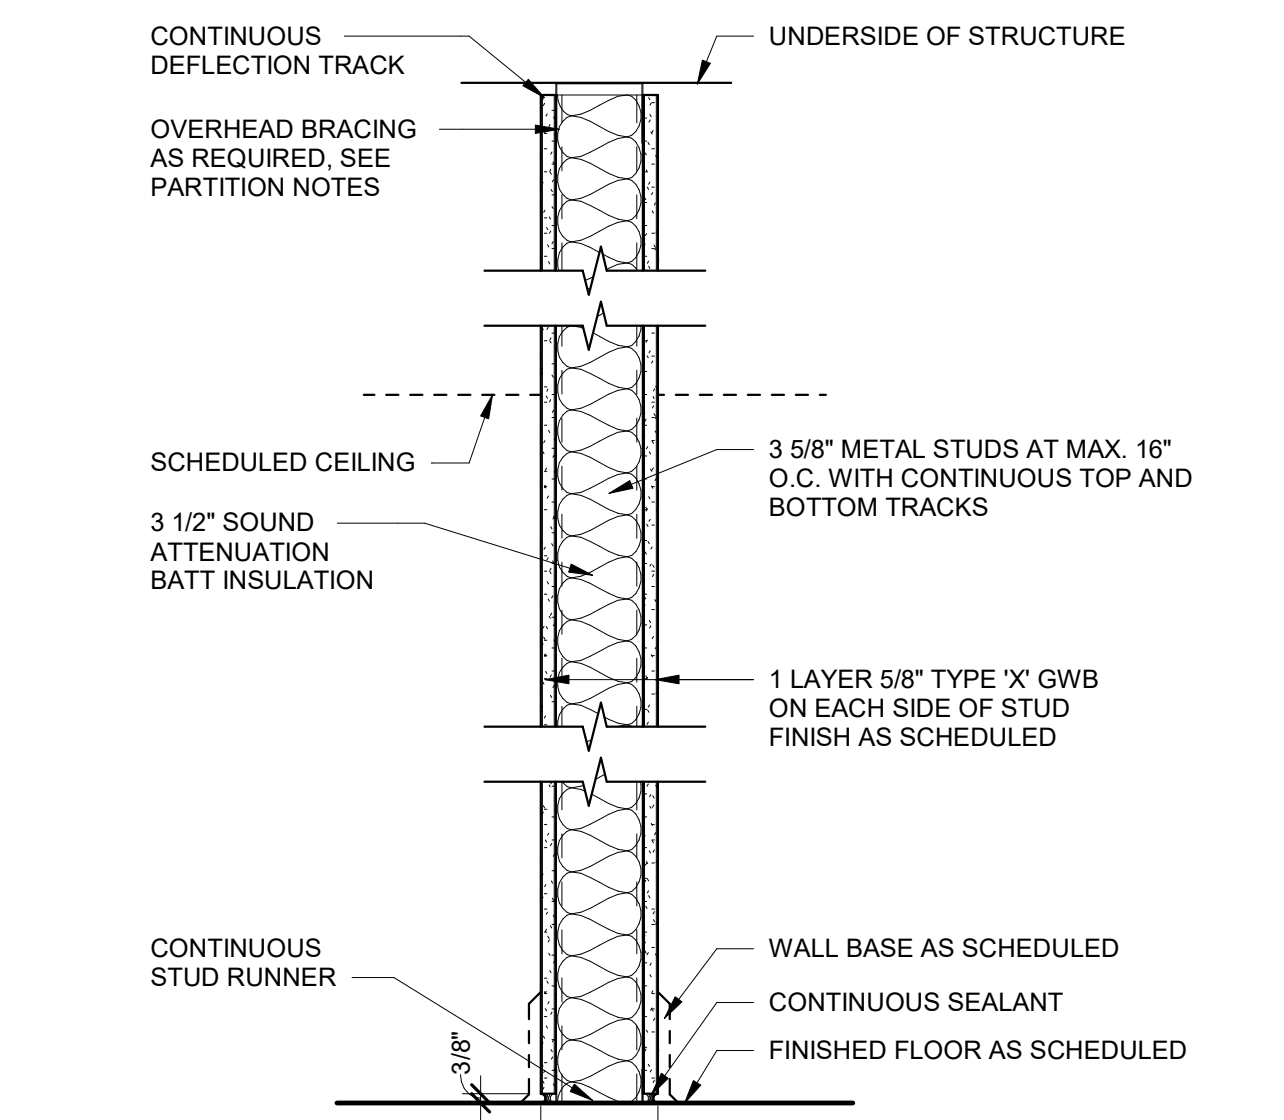 CONTINUOUS
DEFLECTION TRACK
UNDERSIDE OF STRUCTURE
OVERHEAD BRACING
AS REQUIRED, SEE
PARTITION NOTES
SCHEDULED CEILING
3 5/8" METAL STUDS AT MAX. 16"
O.C. WITH CONTINUOUS TOP AND
BOTTOM TRACKS
3 1/2" SOUND
ATTENUATION
BATT INSULATION
1 LAYER 5/8" TYPE 'X' GWB
ON EACH SIDE OF STUD
FINISH AS SCHEDULED
CONTINUOUS
STUD RUNNER
WALL BASE AS SCHEDULED
CONTINUOUS SEALANT
FINISHED FLOOR AS SCHEDULED
3/8"